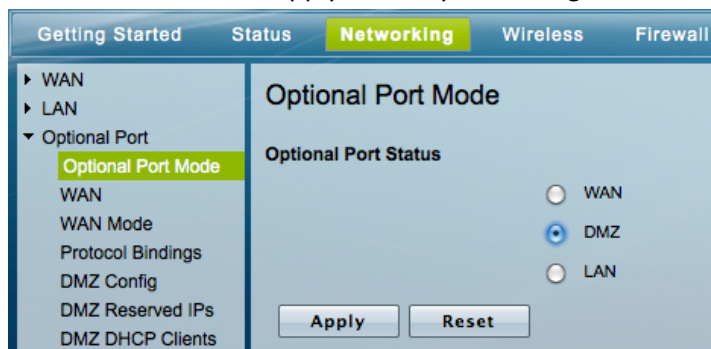 Getting Started Status Networking Wireless Firewall
WAN
LAN
Optional Port
Optional Port Mode
WAN
WAN Mode
Protocol Bindings
DMZ Config
DMZ Reserved IPs
DMZ DHCP Clients
Optional Port Mode
Optional Port Status
WAN
DMZ
LAN
Apply Reset